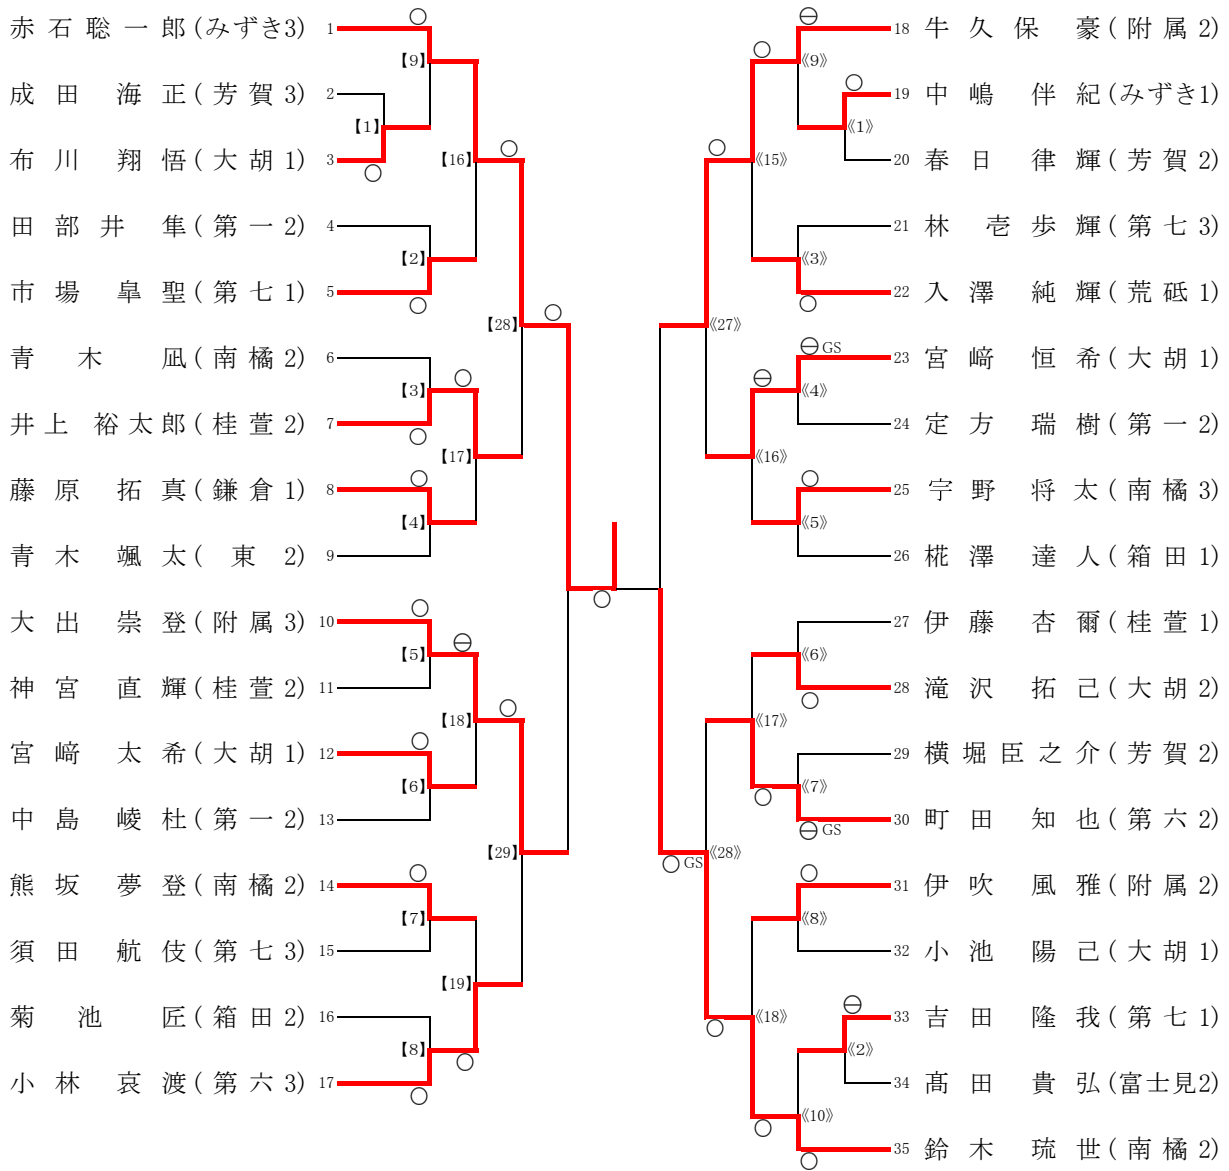 赤石聡一郎(みずき3) 1
成田海正(芳賀3) 2
布川翔悟(大胡1) 3
田部井隼(第一2) 4
市場皐聖(第七1) 5
青木凪(南橘2) 6
井上裕太郎(桂萱2) 7
藤原拓真(鎌倉1) 8
青木颯太(東2) 9
大出崇登(附属3) 10
神宮直輝(桂萱2) 11
宮﨑太希(大胡1) 12
中島崚杜(第一2) 13
熊坂夢登(南橘2) 14
須田航伎(第七3) 15
菊池匠(箱田2) 16
小林哀渡(第六3) 17
【9】
【1】
【16】
【2】
【28】
【3】
【17】
【4】
【5】
【18】
【6】
【29】
【7】
【19】
【8】
18 牛久保豪(附属2)
19 中嶋伴紀(みずき1)
20 春日律輝(芳賀2)
21 林壱歩輝(第七3)
22 入澤純輝(荒砥1)
23 宮﨑恒希(大胡1)
24 定方瑞樹(第一2)
25 宇野将太(南橘3)
26 椛澤達人(箱田1)
27 伊藤杏爾(桂萱1)
28 滝沢拓己(大胡2)
29 横堀臣之介(芳賀2)
30 町田知也(第六2)
31 伊吹風雅(附属2)
32 小池陽己(大胡1)
33 吉田隆我(第七1)
34 髙田貴弘(富士見2)
35 鈴木琉世(南橘2)
《9》
《1》
《15》
《3》
《27》
GS
《4》
《16》
《5》
《6》
《17》
《7》
GS
GS
《28》
《8》
《18》
《2》
《10》